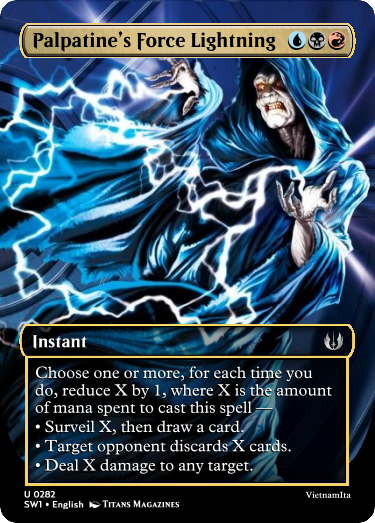 Palpatine's Force Lightning
Instant
Choose one or more, for each time you
do, reduce X by 1, where X is the amount
of mana spent to cast this spell —
• Surveil X, then draw a card.
• Target opponent discards X cards.
• Deal X damage to any target.
U 0282
VietnamIta
SW1 • English Titans Magazines